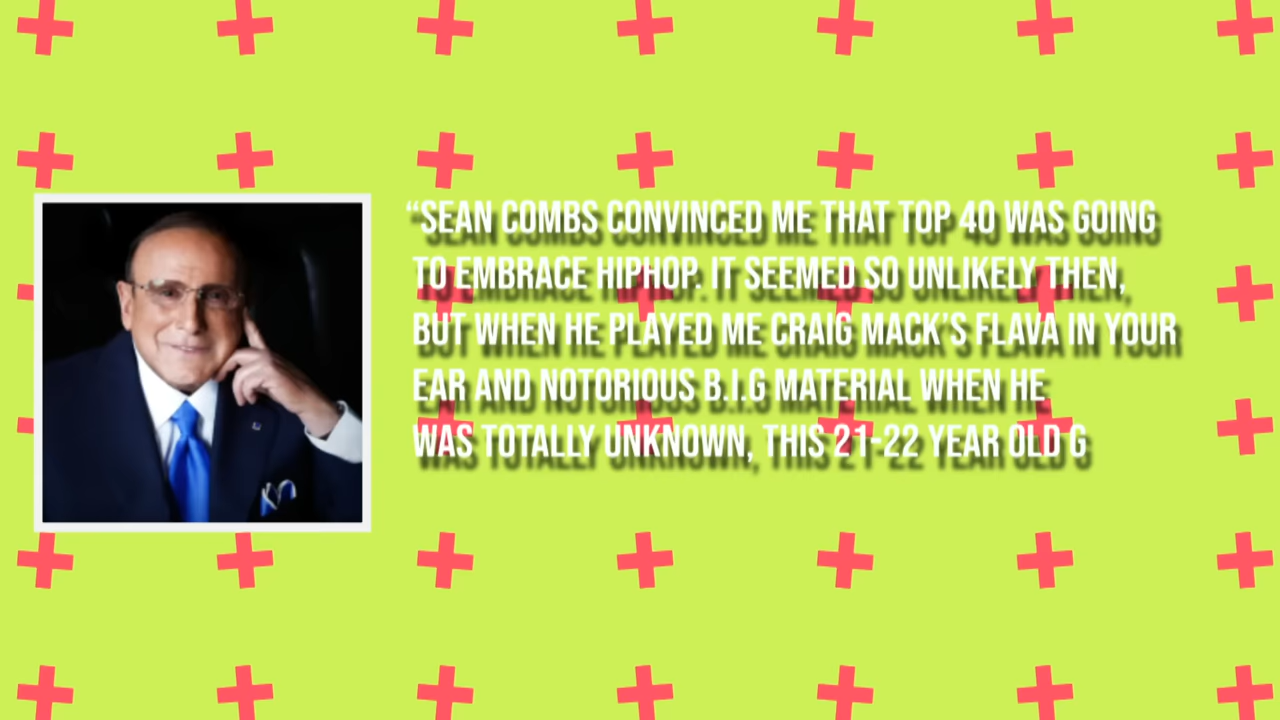 “SEAN COMBS CONVINCED ME THAT TOP 40 WAS GOING
TO EMBRACE HIPHOP. IT SEEMED SO UNLIKELY THEN,
BUT WHEN HE PLAYED ME CRAIG MACK’S FLAVA IN YOUR
EAR AND NOTORIOUS B.I.G MATERIAL WHEN HE
WAS TOTALLY UNKNOWN, THIS 21-22 YEAR OLD G